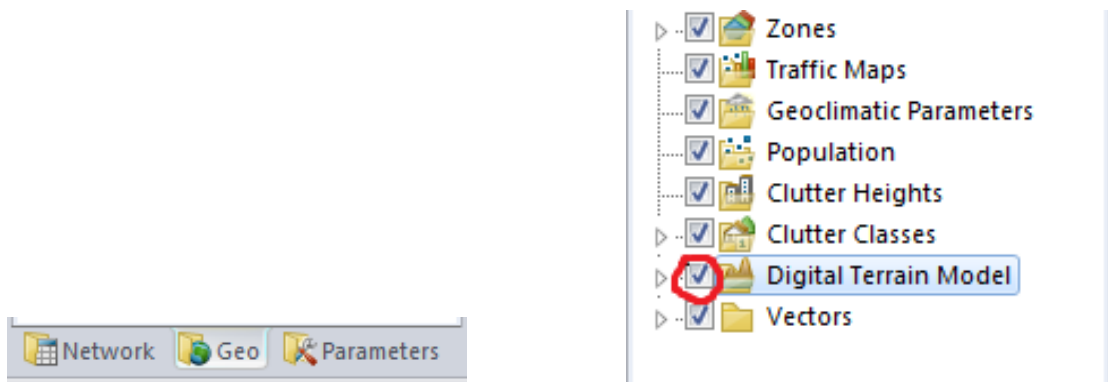 Zones
Traffic Maps
Geoclimatic Parameters
Population
Clutter Heights
Clutter Classes
Digital Terrain Model
Vectors
Network Geo Parameters